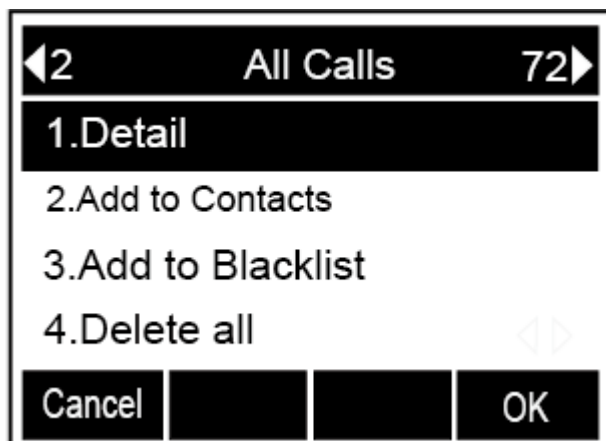 2 All Calls 72
1.Detail
2.Add to Contacts
3.Add to Blacklist
4.Delete all
Cancel OK